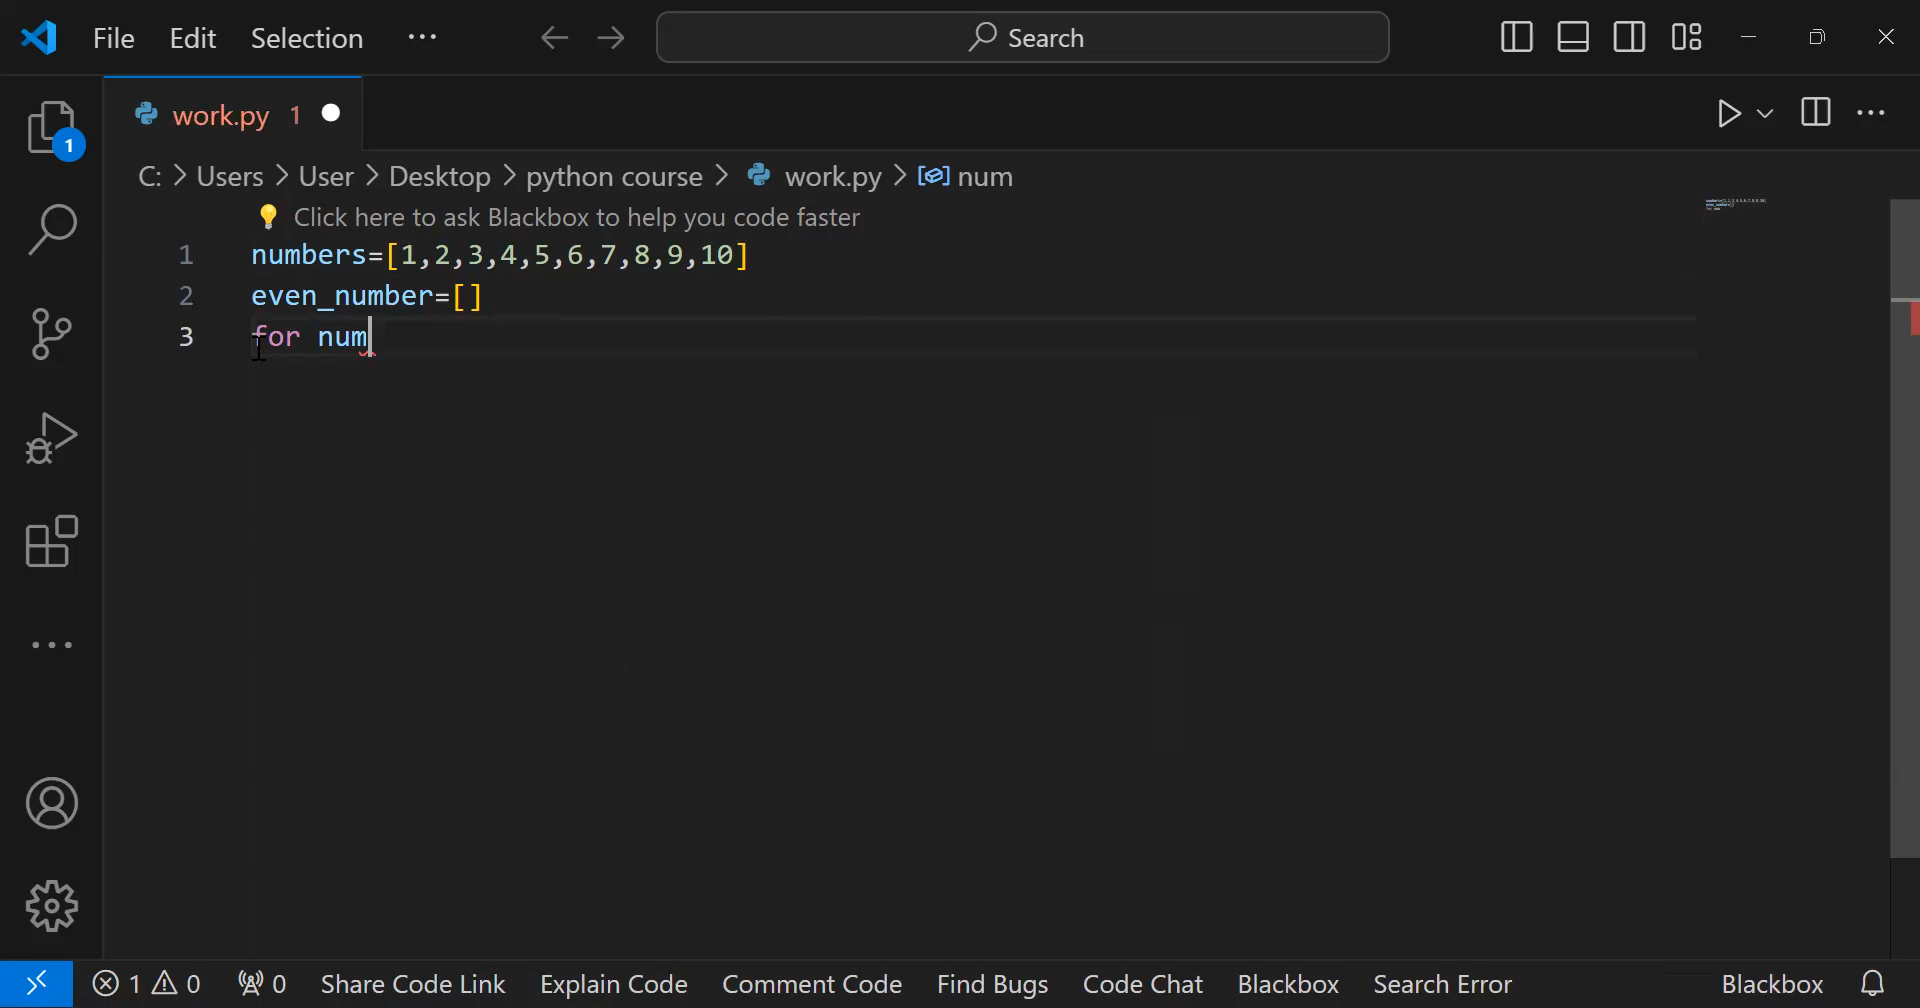 File Edit Selection ··· Search
work.py 1
C: > Users > User > Desktop > python course > work.py > num
Click here to ask Blackbox to help you code faster
1 numbers=[1,2,3,4,5,6,7,8,9,10]
2 even_number=[]
3 for num
1
1 0 0 Share Code Link Explain Code Comment Code Find Bugs Code Chat Blackbox Search Error Blackbox